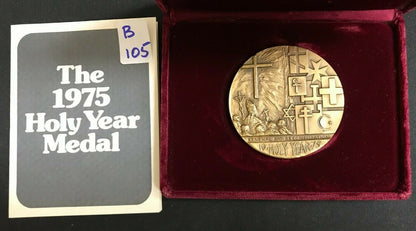 B
105
The
1975
Holy Year
Medal
HOLY YEAR